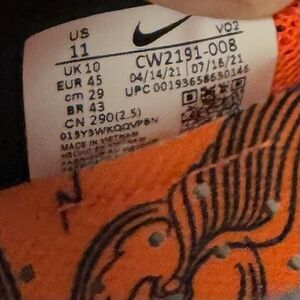 US
11 VO2
UK 10 CW2191-008
EUR 45 04/14/21 07/16/21
cm 29 UPC 00193658630146
BR 43
CN 290(2.5)
MADE IN VIETNAM